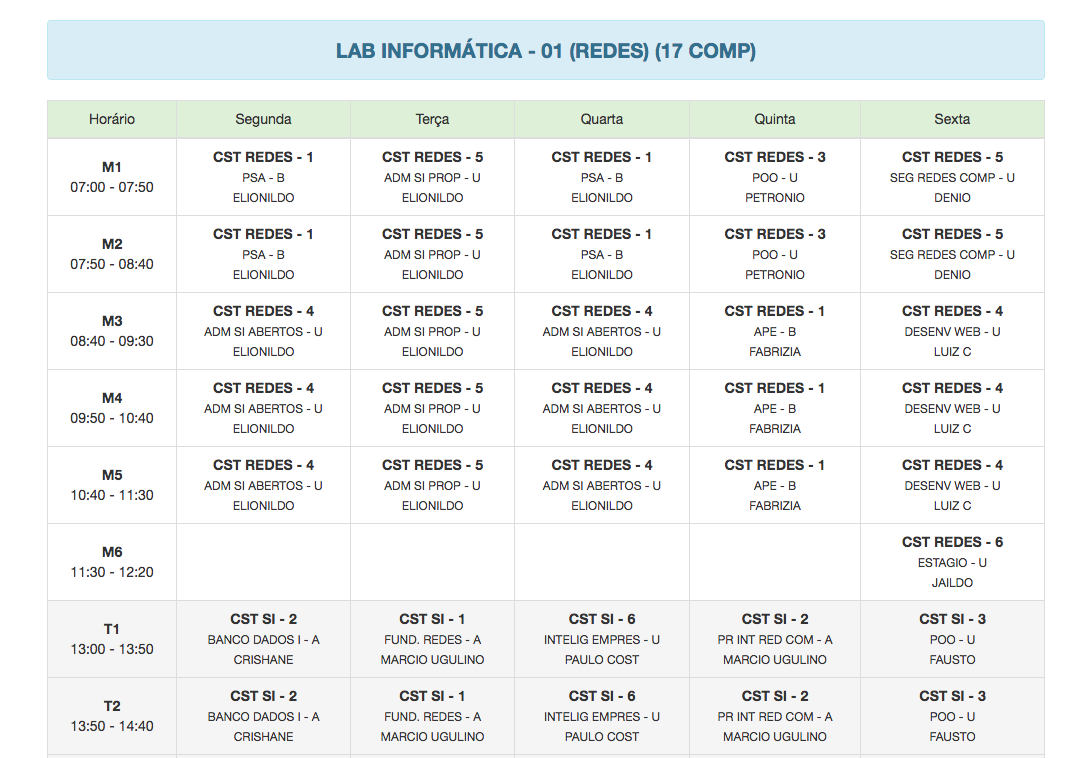 LAB INFORMÁTICA - 01 (REDES) (17 COMP)
Horário Segunda Terça Quarta Quinta Sexta
M1
07:00 - 07:50
CST REDES - 1
PSA - B
ELIONILDO
CST REDES - 5
ADM SI PROP - U
ELIONILDO
CST REDES - 1
PSA - B
ELIONILDO
CST REDES - 3
POO - U
PETRONIO
CST REDES - 5
SEG REDES COMP - U
DENIO
M2
07:50 - 08:40
CST REDES - 1
PSA - B
ELIONILDO
CST REDES - 5
ADM SI PROP - U
ELIONILDO
CST REDES - 1
PSA - B
ELIONILDO
CST REDES - 3
POO - U
PETRONIO
CST REDES - 5
SEG REDES COMP - U
DENIO
M3
08:40 - 09:30
CST REDES - 4
ADM SI ABERTOS - U
ELIONILDO
CST REDES - 5
ADM SI PROP - U
ELIONILDO
CST REDES - 4
ADM SI ABERTOS - U
ELIONILDO
CST REDES - 1
APE - B
FABRIZIA
CST REDES - 4
DESENV WEB - U
LUIZ C
M4
09:50 - 10:40
CST REDES - 4
ADM SI ABERTOS - U
ELIONILDO
CST REDES - 5
ADM SI PROP - U
ELIONILDO
CST REDES - 4
ADM SI ABERTOS - U
ELIONILDO
CST REDES - 1
APE - B
FABRIZIA
CST REDES - 4
DESENV WEB - U
LUIZ C
M5
10:40 - 11:30
CST REDES - 4
ADM SI ABERTOS - U
ELIONILDO
CST REDES - 5
ADM SI PROP - U
ELIONILDO
CST REDES - 4
ADM SI ABERTOS - U
ELIONILDO
CST REDES - 1
APE - B
FABRIZIA
CST REDES - 4
DESENV WEB - U
LUIZ C
M6
11:30 - 12:20
CST REDES - 6
ESTAGIO - U
JAILDO
T1
13:00 - 13:50
CST SI - 2
BANCO DADOS I - A
CRISHANE
CST SI - 1
FUND. REDES - A
MARCIO UGULINO
CST SI - 6
INTELIG EMPRES - U
PAULO COST
CST SI - 2
PR INT RED COM - A
MARCIO UGULINO
CST SI - 3
POO - U
FAUSTO
T2
13:50 - 14:40
CST SI - 2
BANCO DADOS I - A
CRISHANE
CST SI - 1
FUND. REDES - A
MARCIO UGULINO
CST SI - 6
INTELIG EMPRES - U
PAULO COST
CST SI - 2
PR INT RED COM - A
MARCIO UGULINO
CST SI - 3
POO - U
FAUSTO